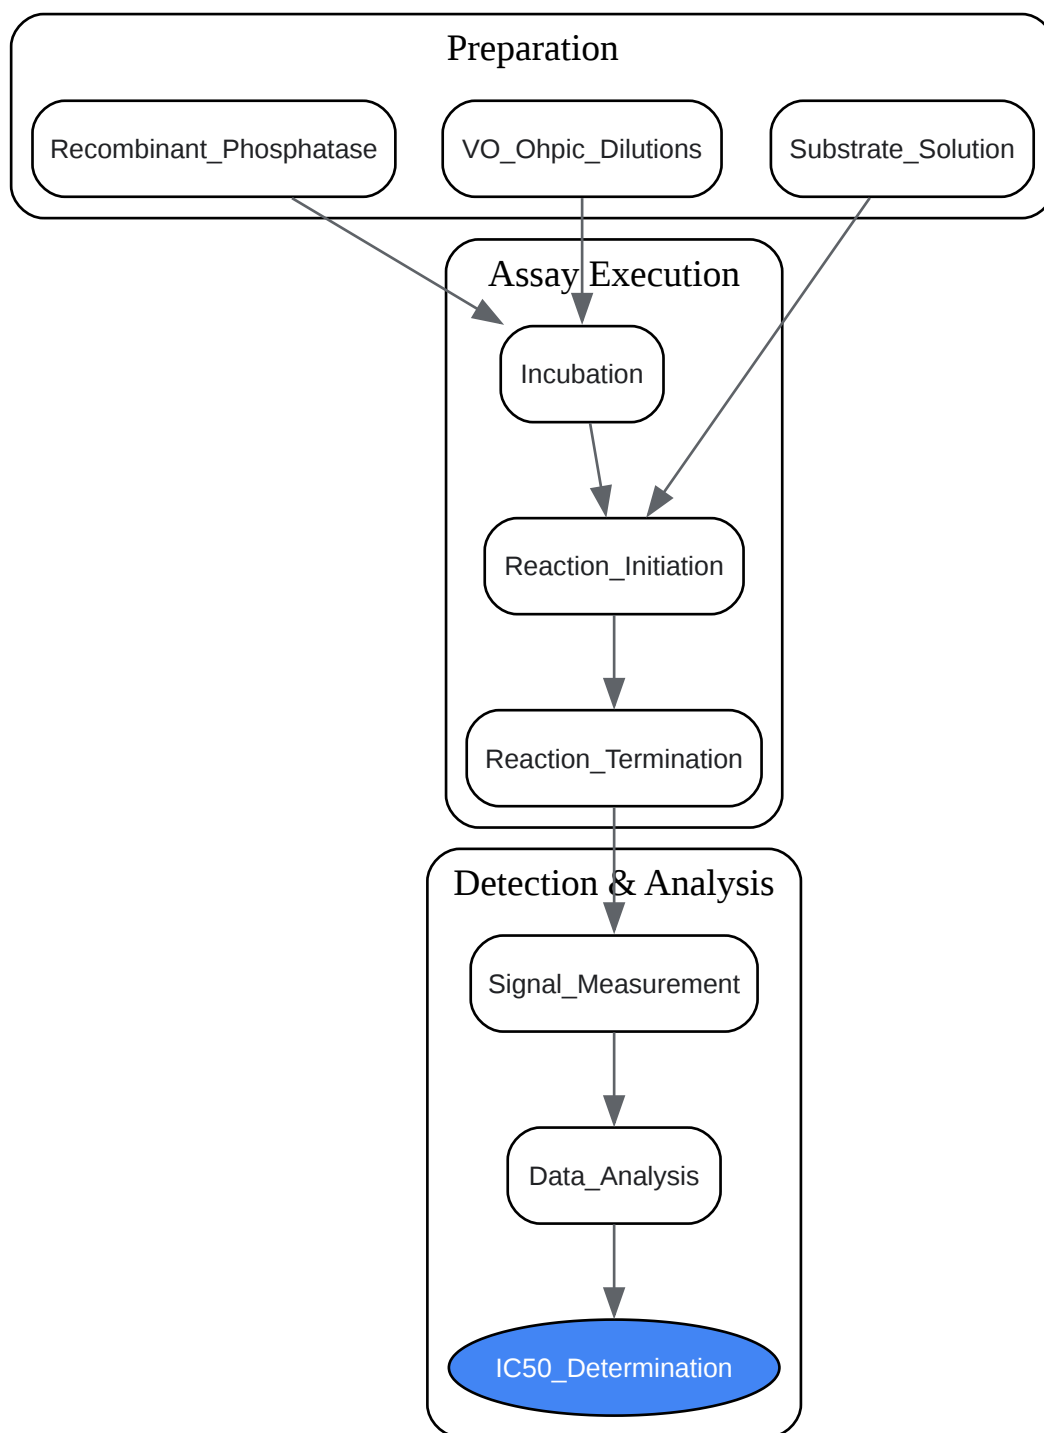 Preparation
Recombinant_Phosphatase
VO_Ohpic_Dilutions
Substrate_Solution
Assay Execution
Incubation
Reaction_Initiation
Reaction_Termination
Detection & Analysis
Signal_Measurement
Data_Analysis
IC50_Determination